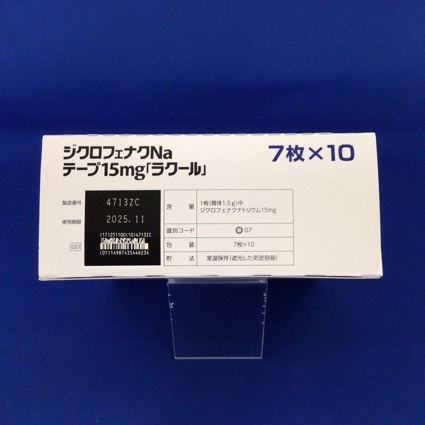 ジクロフェナクNa
テープ15mg「ラクール」
7枚×10
製造番号 4713ZC
使用期限 2025.11
(17)251100(10)4713ZC
(01)14987435446234
GS1
含 量 1枚(膏体1.5g)中
ジクロフェナクナトリウム15mg
識別コード 07
包 装 7枚×10
貯 法 室温保存(遮光した気密容器)